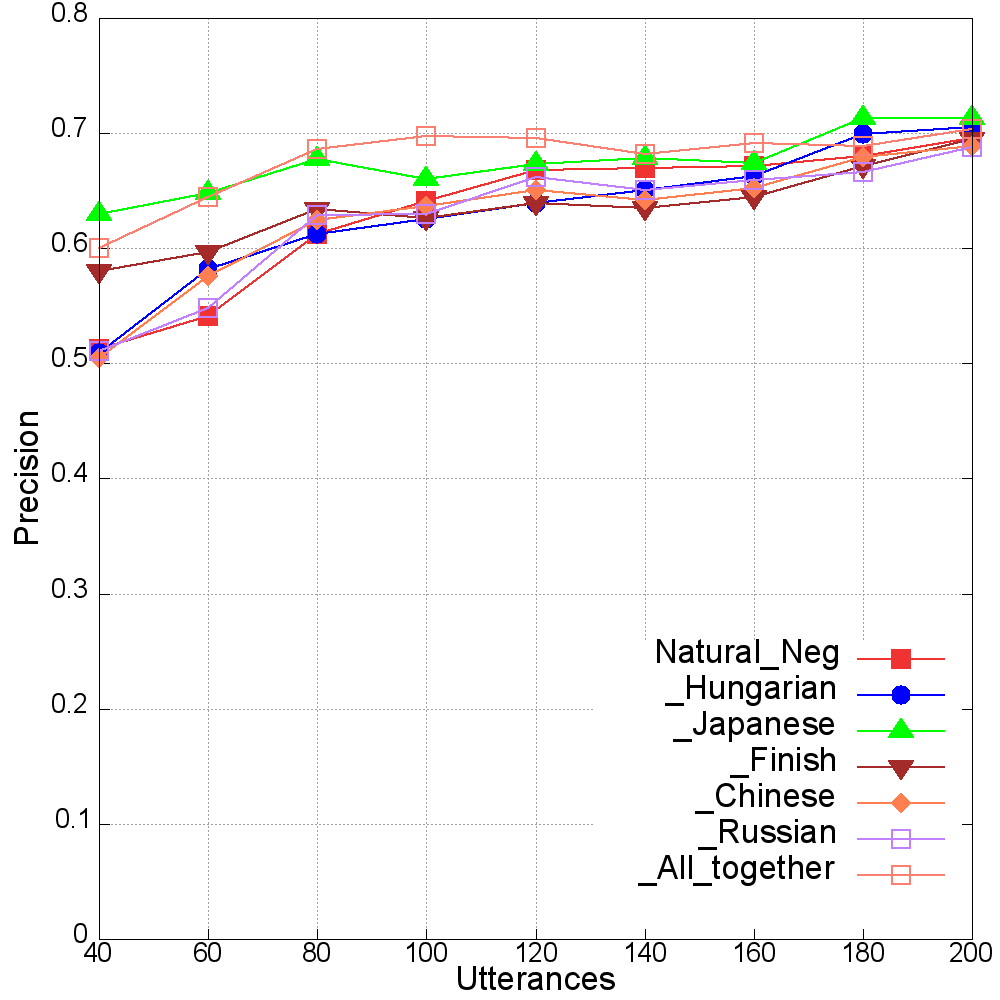 0.8
0.7
0.6
0.5
0.4
0.3
0.2
0.1
0
Precision
Natural_Neg
_Hungarian
_Japanese
_Finish
_Chinese
_Russian
_All_together
40 60 80 100 120 140 160 180 200
Utterances